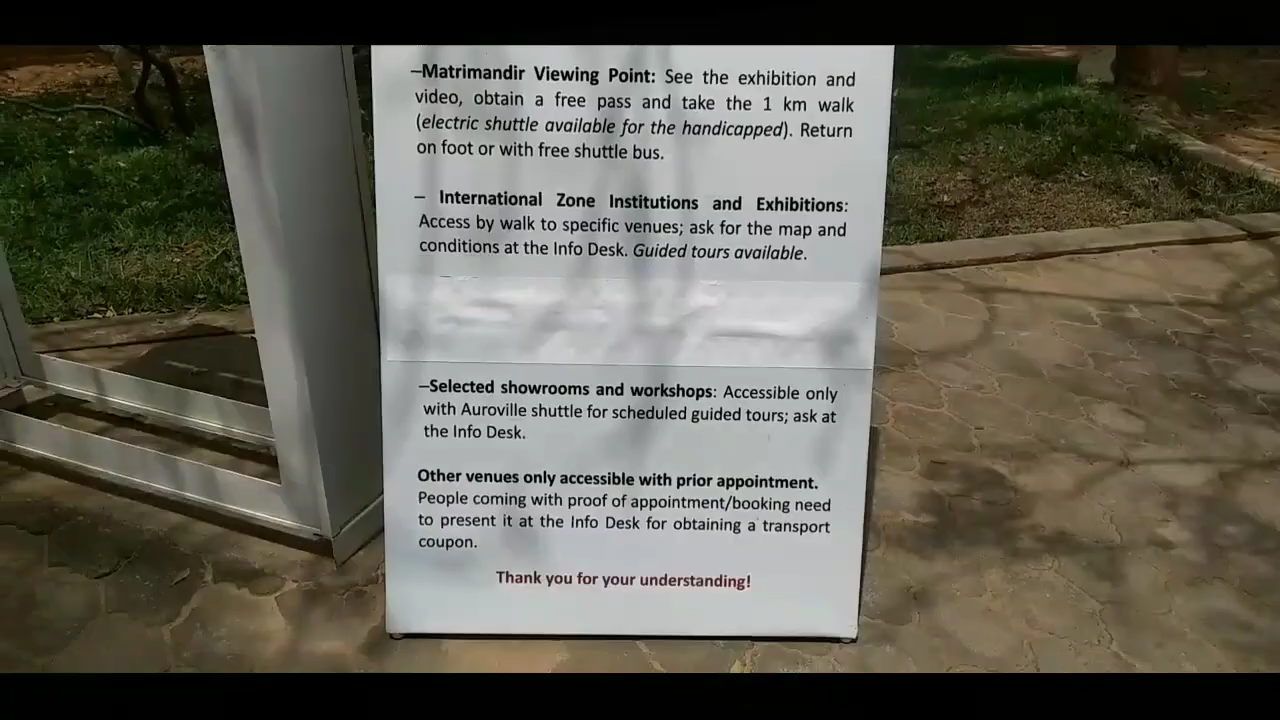 –Matrimandir Viewing Point: See the exhibition and
video, obtain a free pass and take the 1 km walk
(electric shuttle available for the handicapped). Return
on foot or with free shuttle bus.
– International Zone Institutions and Exhibitions:
Access by walk to specific venues; ask for the map and
conditions at the Info Desk. Guided tours available.
–Selected showrooms and workshops: Accessible only
with Auroville shuttle for scheduled guided tours; ask at
the Info Desk.
Other venues only accessible with prior appointment.
People coming with proof of appointment/booking need
to present it at the Info Desk for obtaining a transport
coupon.
Thank you for your understanding!